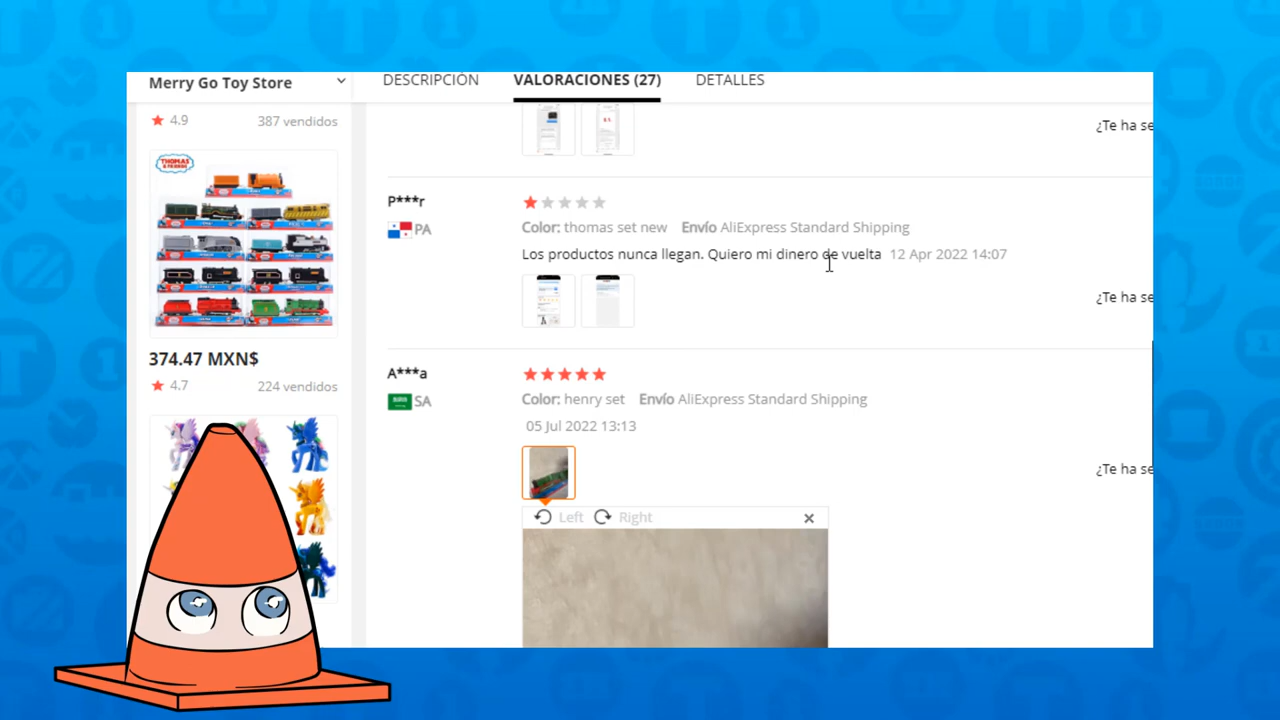 Merry Go Toy Store
DESCRIPCIÓN
VALORACIONES (27)
DETALLES
4.9
387 vendidos
¿Te ha se
THOMAS & FRIENDS
P***r
PA
Color: thomas set new Envío AliExpress Standard Shipping
Los productos nunca llegan. Quiero mi dinero de vuelta 12 Apr 2022 14:07
¿Te ha se
374.47 MXN$
4.7
224 vendidos
A***a
SA
Color: henry set Envío AliExpress Standard Shipping
05 Jul 2022 13:13
¿Te ha se
Left
Right